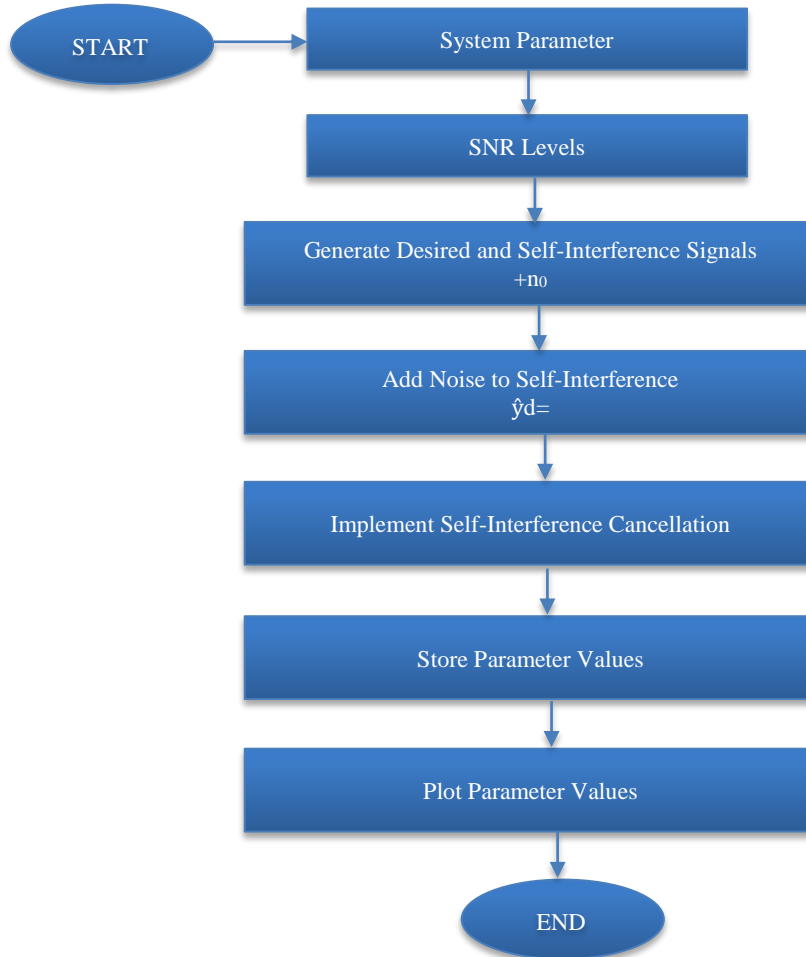 START
System Parameter
SNR Levels
Generate Desired and Self-Interference Signals
+n₀
Add Noise to Self-Interference
ŷd=
Implement Self-Interference Cancellation
Store Parameter Values
Plot Parameter Values
END